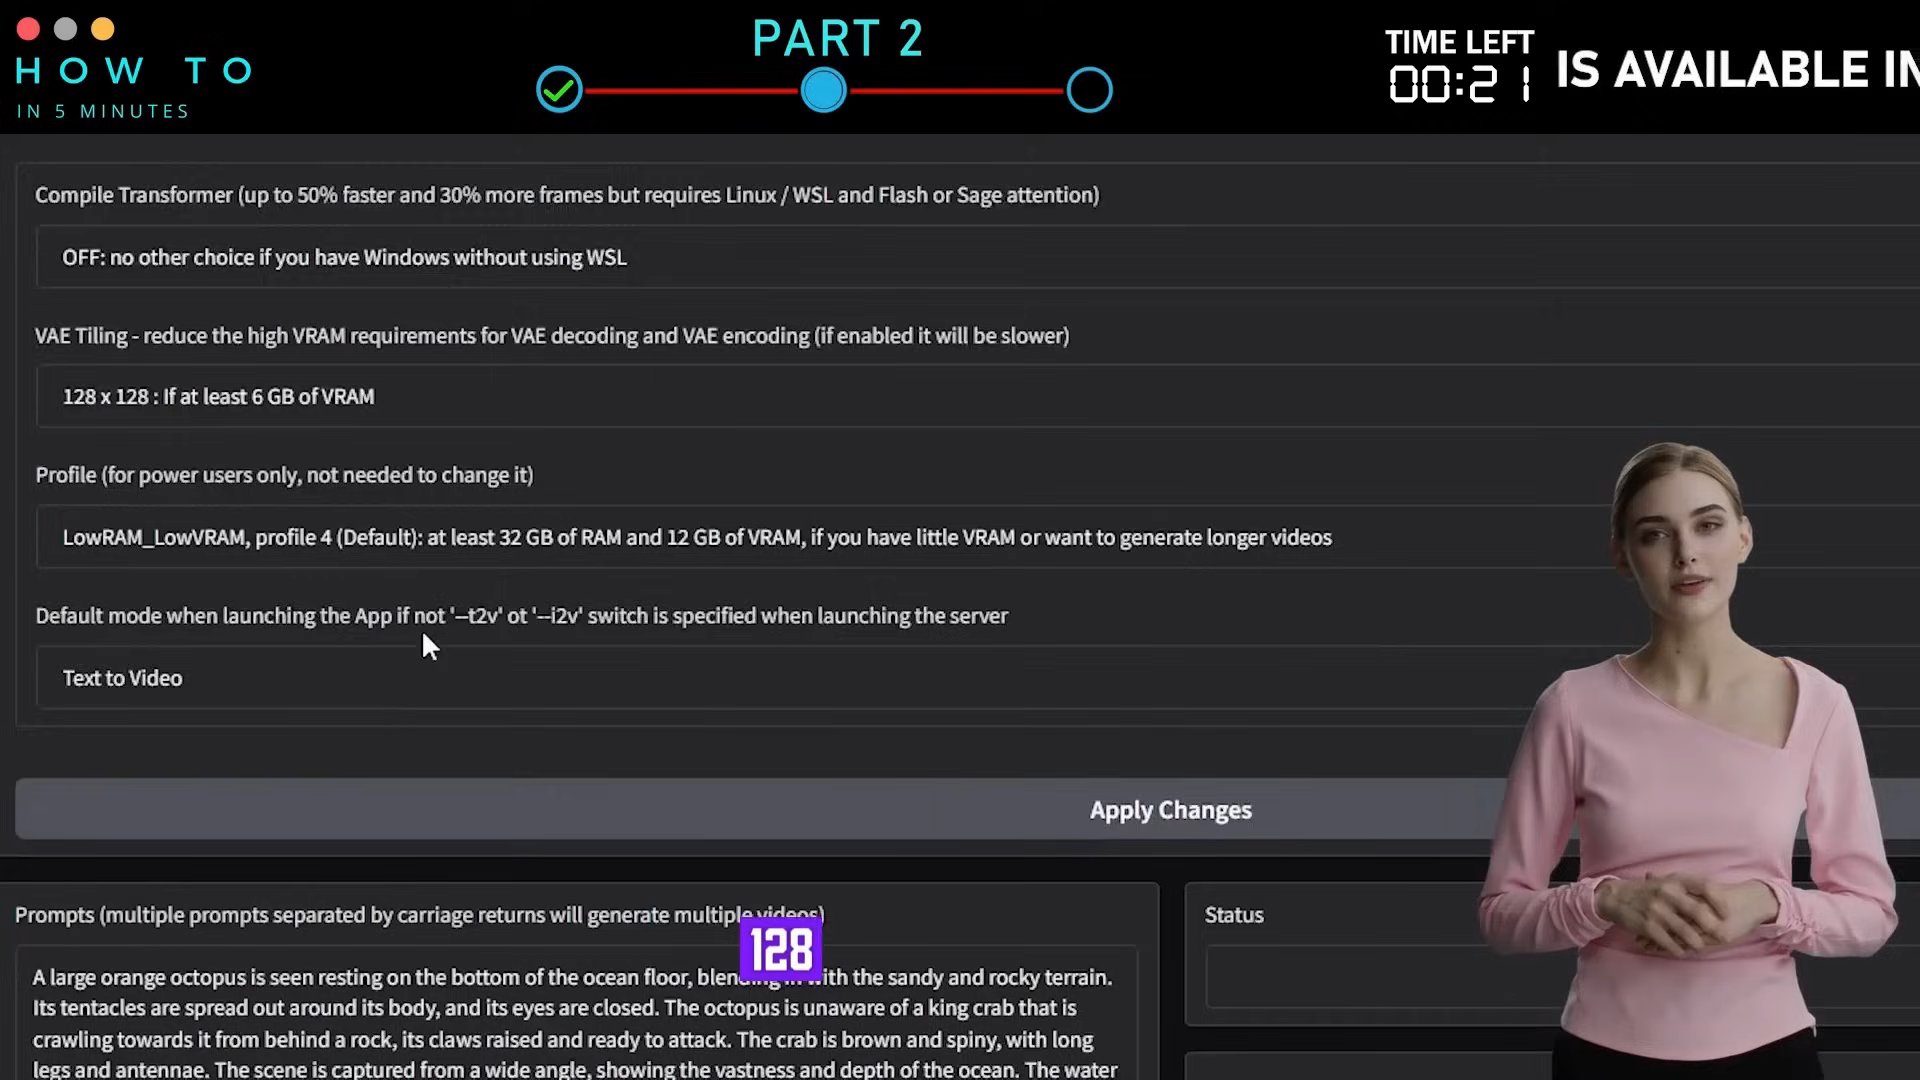 HOW TO
IN 5 MINUTES
PART 2
TIME LEFT
00:21
IS AVAILABLE IN
Compile Transformer (up to 50% faster and 30% more frames but requires Linux / WSL and Flash or Sage attention)
OFF: no other choice if you have Windows without using WSL
VAE Tiling - reduce the high VRAM requirements for VAE decoding and VAE encoding (if enabled it will be slower)
128 x 128 : If at least 6 GB of VRAM
Profile (for power users only, not needed to change it)
LowRAM_LowVRAM, profile 4 (Default): at least 32 GB of RAM and 12 GB of VRAM, if you have little VRAM or want to generate longer videos
Default mode when launching the App if not '--t2v' ot '--i2v' switch is specified when launching the server
Text to Video
Apply Changes
Prompts (multiple prompts separated by carriage returns will generate multiple videos)
Status
128
A large orange octopus is seen resting on the bottom of the ocean floor, blending in with the sandy and rocky terrain.
Its tentacles are spread out around its body, and its eyes are closed. The octopus is unaware of a king crab that is
crawling towards it from behind a rock, its claws raised and ready to attack. The crab is brown and spiny, with long
legs and antennae. The scene is captured from a wide angle, showing the vastness and depth of the ocean. The water